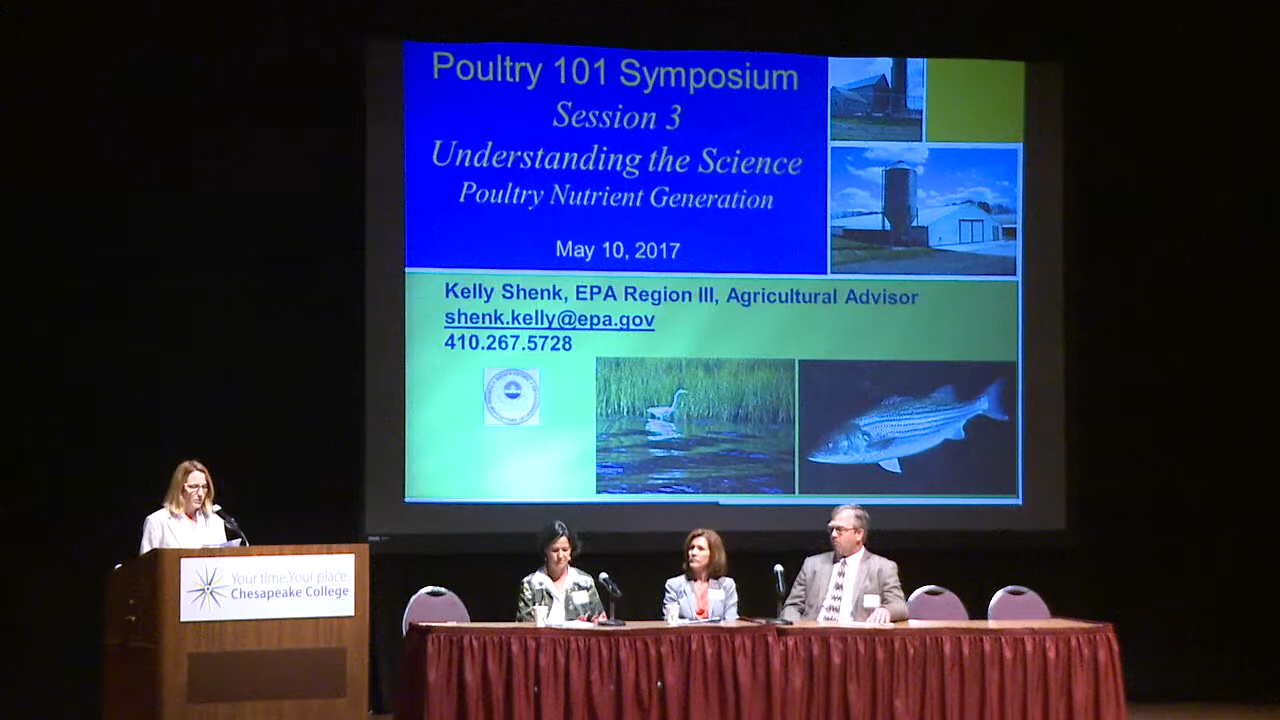 Poultry 101 Symposium
Session 3
Understanding the Science
Poultry Nutrient Generation
May 10, 2017
Kelly Shenk, EPA Region III, Agricultural Advisor
shenk.kelly@epa.gov
410.267.5728
Your time. Your place.
Chesapeake College